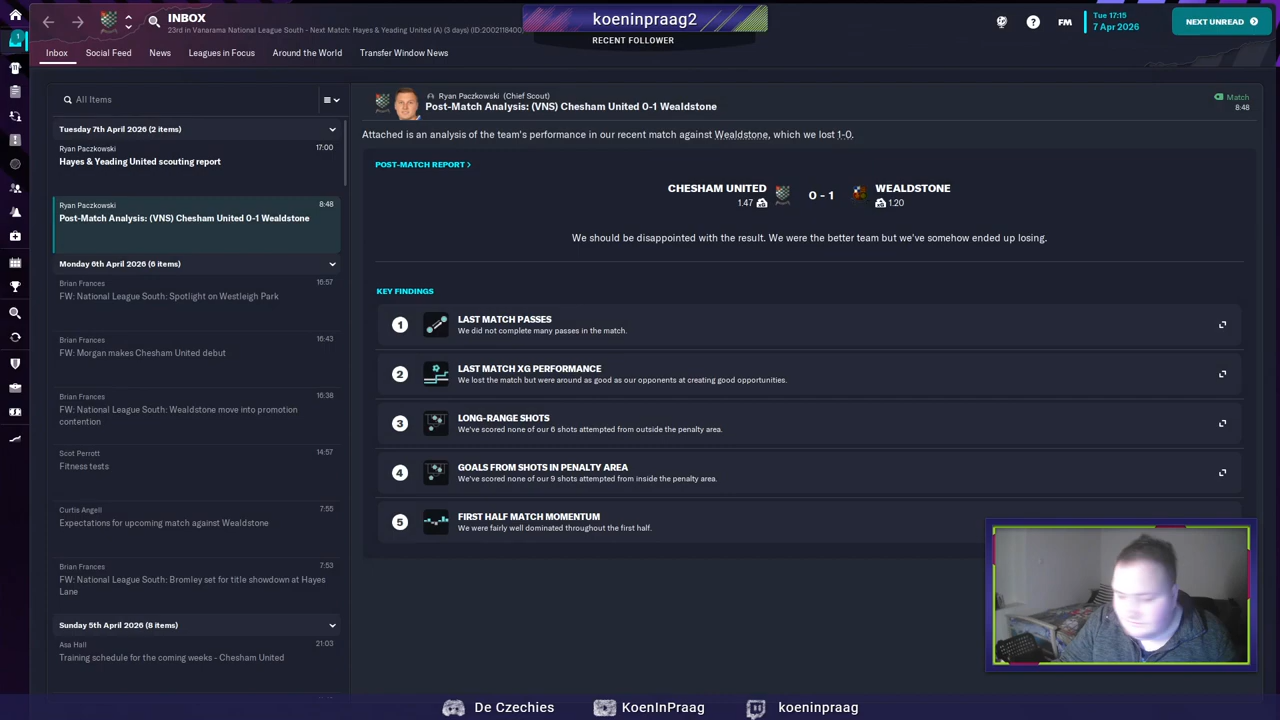 INBOX
23rd in Vanarama National League South - Next Match: Hayes & Yeading United (A) (3 days) (ID:2002118400)
koeninpraag2
RECENT FOLLOWER
FM
Tue 17:15
7 Apr 2026
NEXT UNREAD
1
Inbox
Social Feed
News
Leagues in Focus
Around the World
Transfer Window News
All Items
Tuesday 7th April 2026 (2 items)
Ryan Paczkowski
17:00
Hayes & Yeading United scouting report
Ryan Paczkowski
8:48
Post-Match Analysis: (VNS) Chesham United 0-1 Wealdstone
Monday 6th April 2026 (6 items)
Brian Frances
16:57
FW: National League South: Spotlight on Westleigh Park
Brian Frances
16:43
FW: Morgan makes Chesham United debut
Brian Frances
16:38
FW: National League South: Wealdstone move into promotion
contention
Scot Perrott
14:57
Fitness tests
Curtis Angell
7:55
Expectations for upcoming match against Wealdstone
Brian Frances
7:53
FW: National League South: Bromley set for title showdown at Hayes
Lane
Sunday 5th April 2026 (8 items)
Asa Hall
21:03
Training schedule for the coming weeks - Chesham United
Ryan Paczkowski (Chief Scout)
Post-Match Analysis: (VNS) Chesham United 0-1 Wealdstone
Match
8:48
Attached is an analysis of the team's performance in our recent match against Wealdstone, which we lost 1-0.
POST-MATCH REPORT
CHESHAM UNITED
1.47
0 - 1
WEALDSTONE
1.20
We should be disappointed with the result. We were the better team but we've somehow ended up losing.
KEY FINDINGS
1
LAST MATCH PASSES
We did not complete many passes in the match.
2
LAST MATCH XG PERFORMANCE
We lost the match but were around as good as our opponents at creating good opportunities.
3
LONG-RANGE SHOTS
We've scored none of our 6 shots attempted from outside the penalty area.
4
GOALS FROM SHOTS IN PENALTY AREA
We've scored none of our 9 shots attempted from inside the penalty area.
5
FIRST HALF MATCH MOMENTUM
We were fairly well dominated throughout the first half.
De Czechies
KoenInPraag
koeninpraag